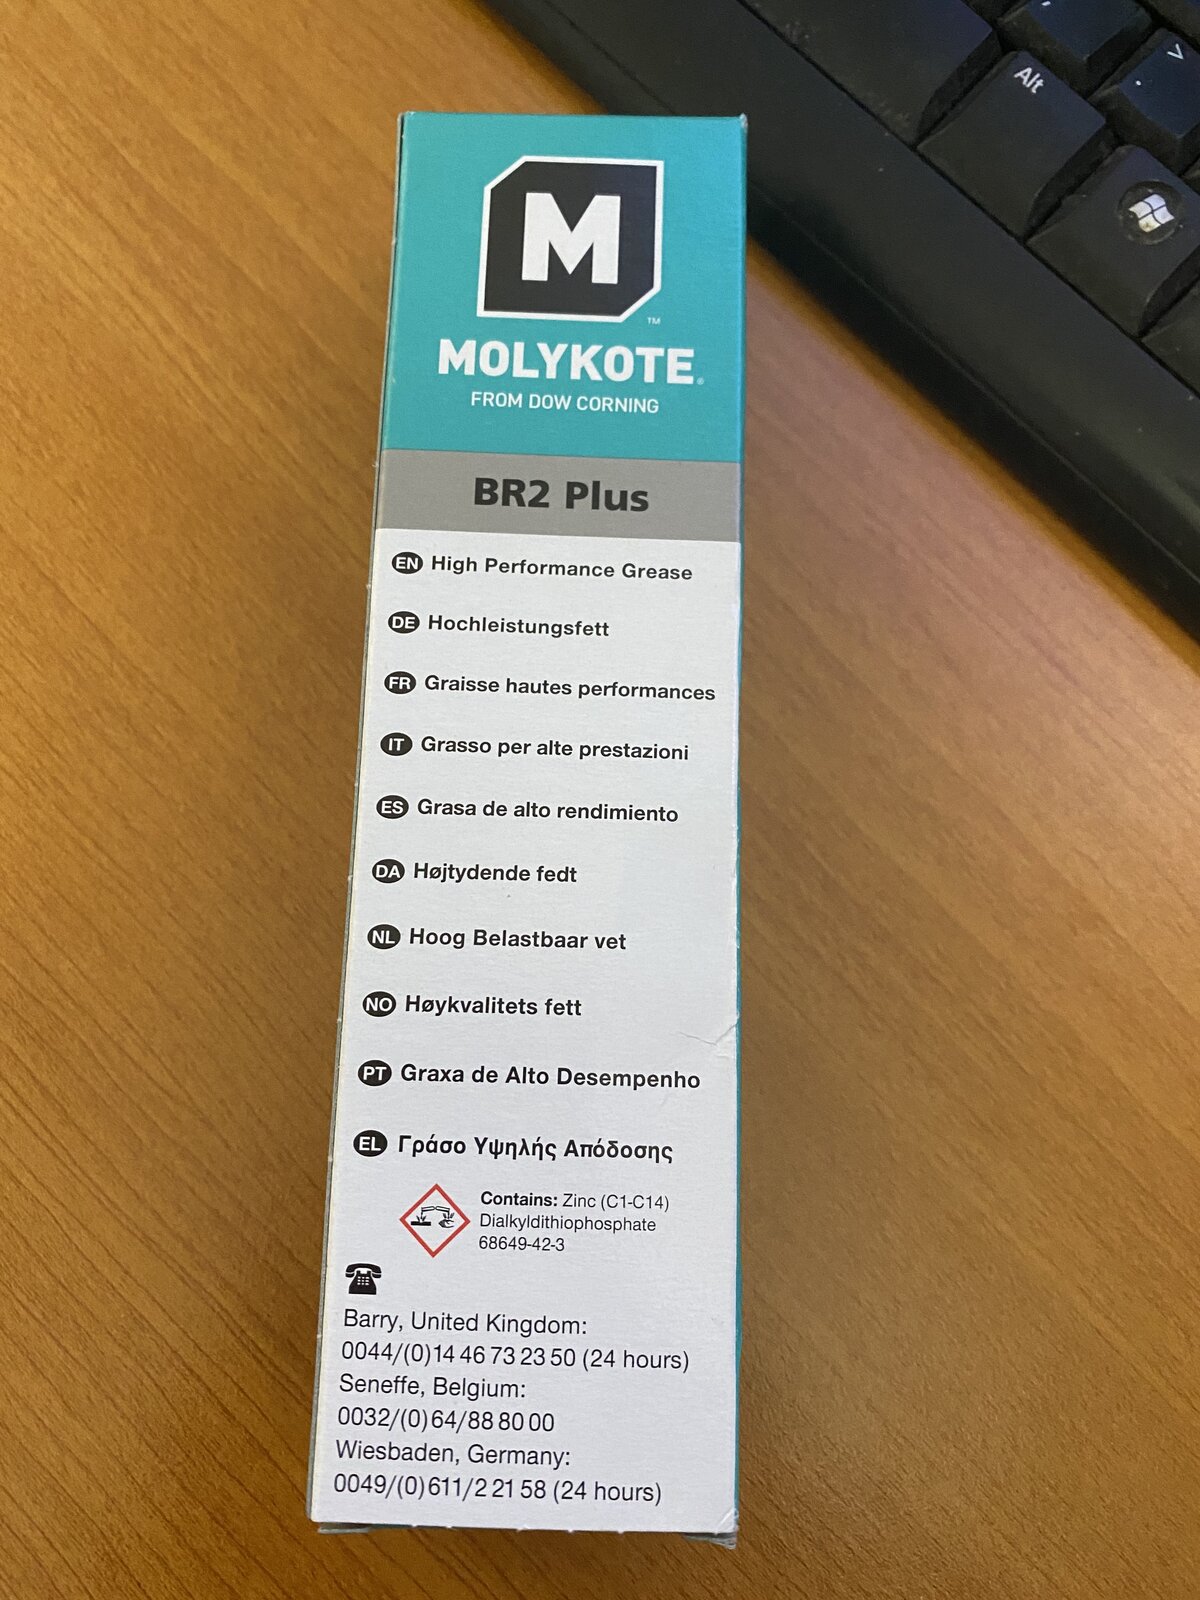 M
™
MOLYKOTE®
FROM DOW CORNING
BR2 Plus
EN High Performance Grease
DE Hochleistungsfett
FR Graisse hautes performances
IT Grasso per alte prestazioni
ES Grasa de alto rendimiento
DA Højtydende fedt
NL Hoog Belastbaar vet
NO Høykvalitets fett
PT Graxa de Alto Desempenho
EL Γράσο Υψηλής Απόδοσης
Contains: Zinc (C1-C14)
Dialkyldithiophosphate
68649-42-3
Barry, United Kingdom:
0044/(0)14 46 73 23 50 (24 hours)
Seneffe, Belgium:
0032/(0)64/88 80 00
Wiesbaden, Germany:
0049/(0)611/2 21 58 (24 hours)
Alt